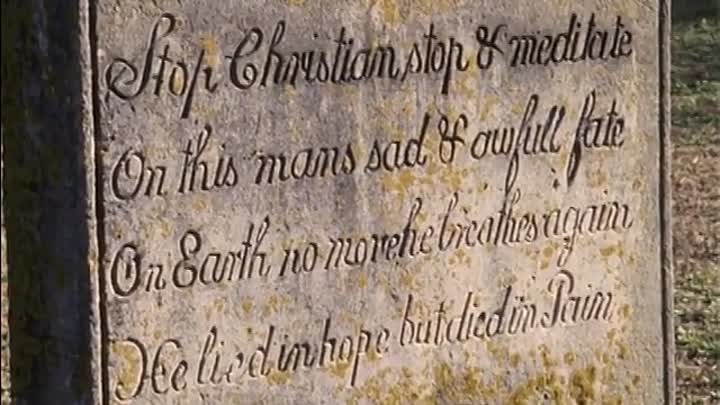 Stop Christian, stop & meditate
On this mans sad & awfull fate
On Earth no more he breathes again
He lied in hope but died in Pain